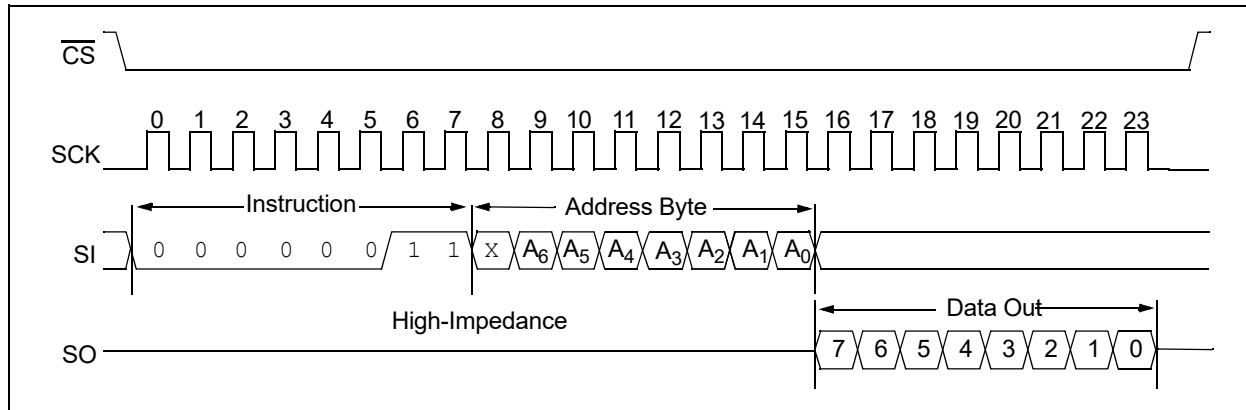 CS
0 1 2 3 4 5 6 7 8 9 10 11 12 13 14 15 16 17 18 19 20 21 22 23
SCK
Instruction Address Byte
SI 0 0 0 0 0 0 1 1 X A6 A5 A4 A3 A2 A1 A0
Data Out
High-Impedance
SO 7 6 5 4 3 2 1 0